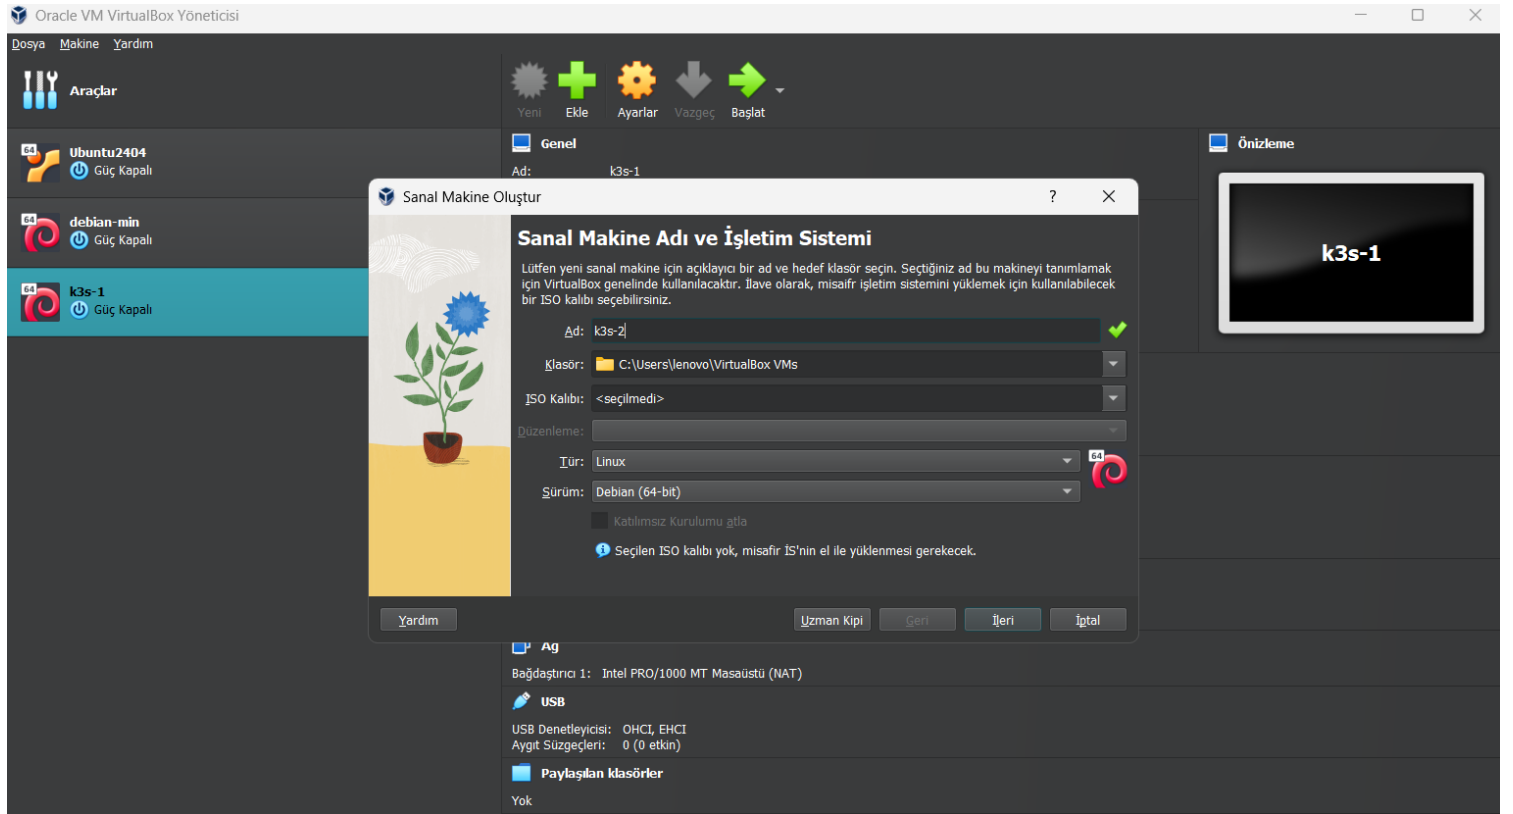 Oracle VM VirtualBox Yöneticisi
Dosya Makine Yardım
Araçlar
Yeni Ekle Ayarlar Vazgeç Başlat
64 Ubuntu2404
Güç Kapalı
64 debian-min
Güç Kapalı
64 k3s-1
Güç Kapalı
Genel
Ad: k3s-1
Önizleme
k3s-1
Sanal Makine Oluştur ?
Sanal Makine Adı ve İşletim Sistemi
Lütfen yeni sanal makine için açıklayıcı bir ad ve hedef klasör seçin. Seçtiğiniz ad bu makineyi tanımlamak
için VirtualBox genelinde kullanılacaktır. İlave olarak, misaifr işletim sistemini yüklemek için kullanılabilecek
bir ISO kalıbı seçebilirsiniz.
Ad: k3s-2
Klasör: C:\Users\lenovo\VirtualBox VMs
ISO Kalıbı: <seçilmedi>
Düzenleme:
Tür: Linux
64
Sürüm: Debian (64-bit)
Katılımsız Kurulumu atla
Seçilen ISO kalıbı yok, misafir İS'nin el ile yüklenmesi gerekecek.
Yardım Uzman Kipi Geri İleri İptal
Ağ
Bağdaştırıcı 1: Intel PRO/1000 MT Masaüstü (NAT)
USB
USB Denetleyicisi: OHCI, EHCI
Aygıt Süzgeçleri: 0 (0 etkin)
Paylaşılan klasörler
Yok